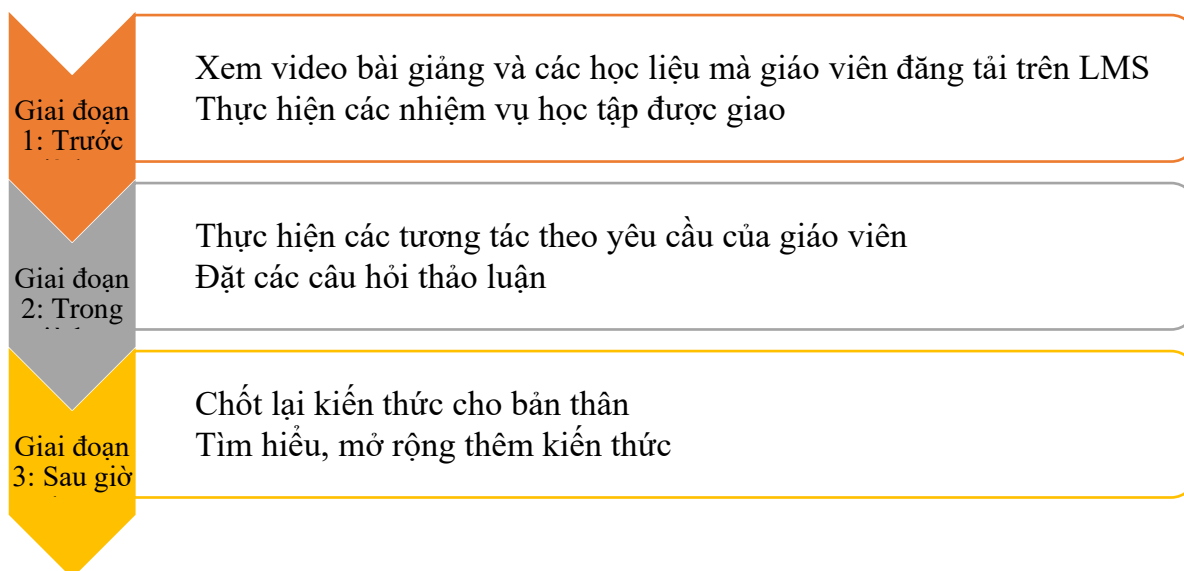 Giai đoạn
1: Trước
Xem video bài giảng và các học liệu mà giáo viên đăng tải trên LMS
Thực hiện các nhiệm vụ học tập được giao
Giai đoạn
2: Trong
Thực hiện các tương tác theo yêu cầu của giáo viên
Đặt các câu hỏi thảo luận
Giai đoạn
3: Sau giờ
Chốt lại kiến thức cho bản thân
Tìm hiểu, mở rộng thêm kiến thức